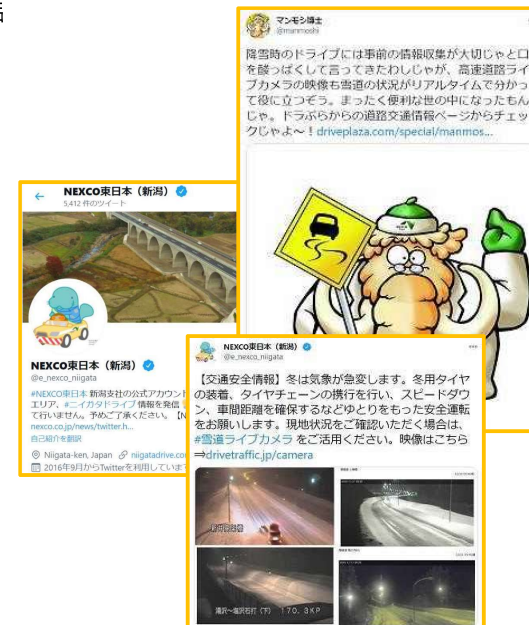 話
マンモシ博士
@manmoshi
降雪時のドライブには事前の情報収集が大切じゃと口
を酸っぱくして言ってきたわしじゃが、高速道路ライ
ブカメラの映像も雪道の状況がリアルタイムで分かっ
て役に立つぞう。まったく便利な世の中になったもん
じゃ。ドラぷらからの道路交通情報ページからチェッ
クじゃよ～！driveplaza.com/special/manmos...
NEXCO東日本（新潟）
5,412 件のツイート
NEXCO東日本（新潟）
@e_nexco_niigata
#NEXCO東日本 新潟支社の公式アカウント
エリア。#ニイガタドライブ 情報を発信
て行いません。予めご了承ください。【N
nexco.co.jp/news/twitter.h...
自己紹介を翻訳
Niigata-ken, Japan niigatadrive.co
2016年9月からTwitterを利用しています
NEXCO東日本（新潟）
@e_nexco_niigata
【交通安全情報】冬は気象が急変します。冬用タイヤ
の装着、タイヤチェーンの携行を行い、スピードダウ
ン、車間距離を確保するなどゆとりをもった安全運転
をお願いします。現地状況をご確認いただく場合は、
#雪道ライブカメラ をご活用ください。映像はこちら
⇒drivetraffic.jp/camera
湯沢～塩沢石打（下） 170.3KP